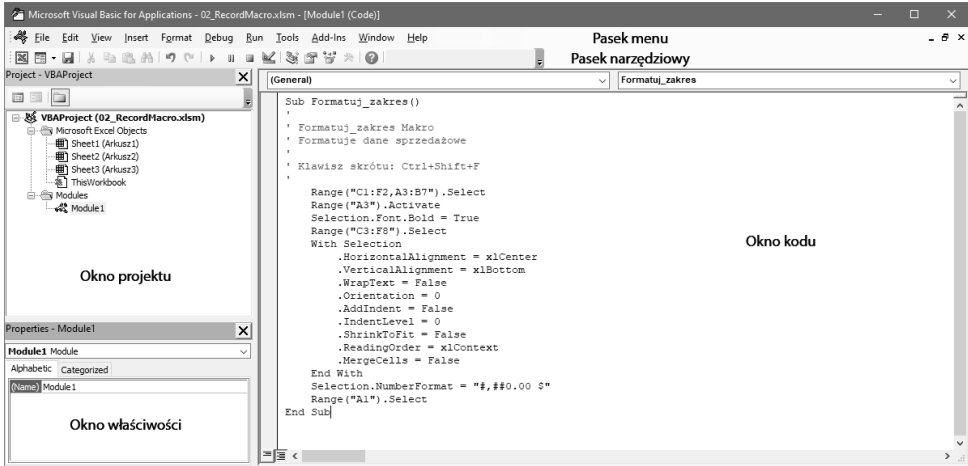 Microsoft Visual Basic for Applications - 02_RecordMacro.xlsm - [Module1 (Code)]
File Edit View Insert Format Debug Run Tools Add-Ins Window Help
Pasek menu
Pasek narzędziowy
Project - VBAProject
(General)
Formatuj_zakres
VBAProject (02_RecordMacro.xlsm)
Microsoft Excel Objects
Sheet1 (Arkusz1)
Sheet2 (Arkusz2)
Sheet3 (Arkusz3)
ThisWorkbook
Modules
Module1
Okno projektu
Properties - Module1
Module1 Module
Alphabetic Categorized
(Name) Module1
Okno właściwości
Sub Formatuj_zakres()
'
' Formatuj_zakres Makro
' Formatuje dane sprzedażowe
'
' Klawisz skrótu: Ctrl+Shift+F
'
Range("C1:F2,A3:B7").Select
Range("A3").Activate
Selection.Font.Bold = True
Range("C3:F8").Select
With Selection
.HorizontalAlignment = xlCenter
.VerticalAlignment = xlBottom
.WrapText = False
.Orientation = 0
.AddIndent = False
.IndentLevel = 0
.ShrinkToFit = False
.ReadingOrder = xlContext
.MergeCells = False
End With
Selection.NumberFormat = "#,##0.00 $"
Range("A1").Select
End Sub
Okno kodu